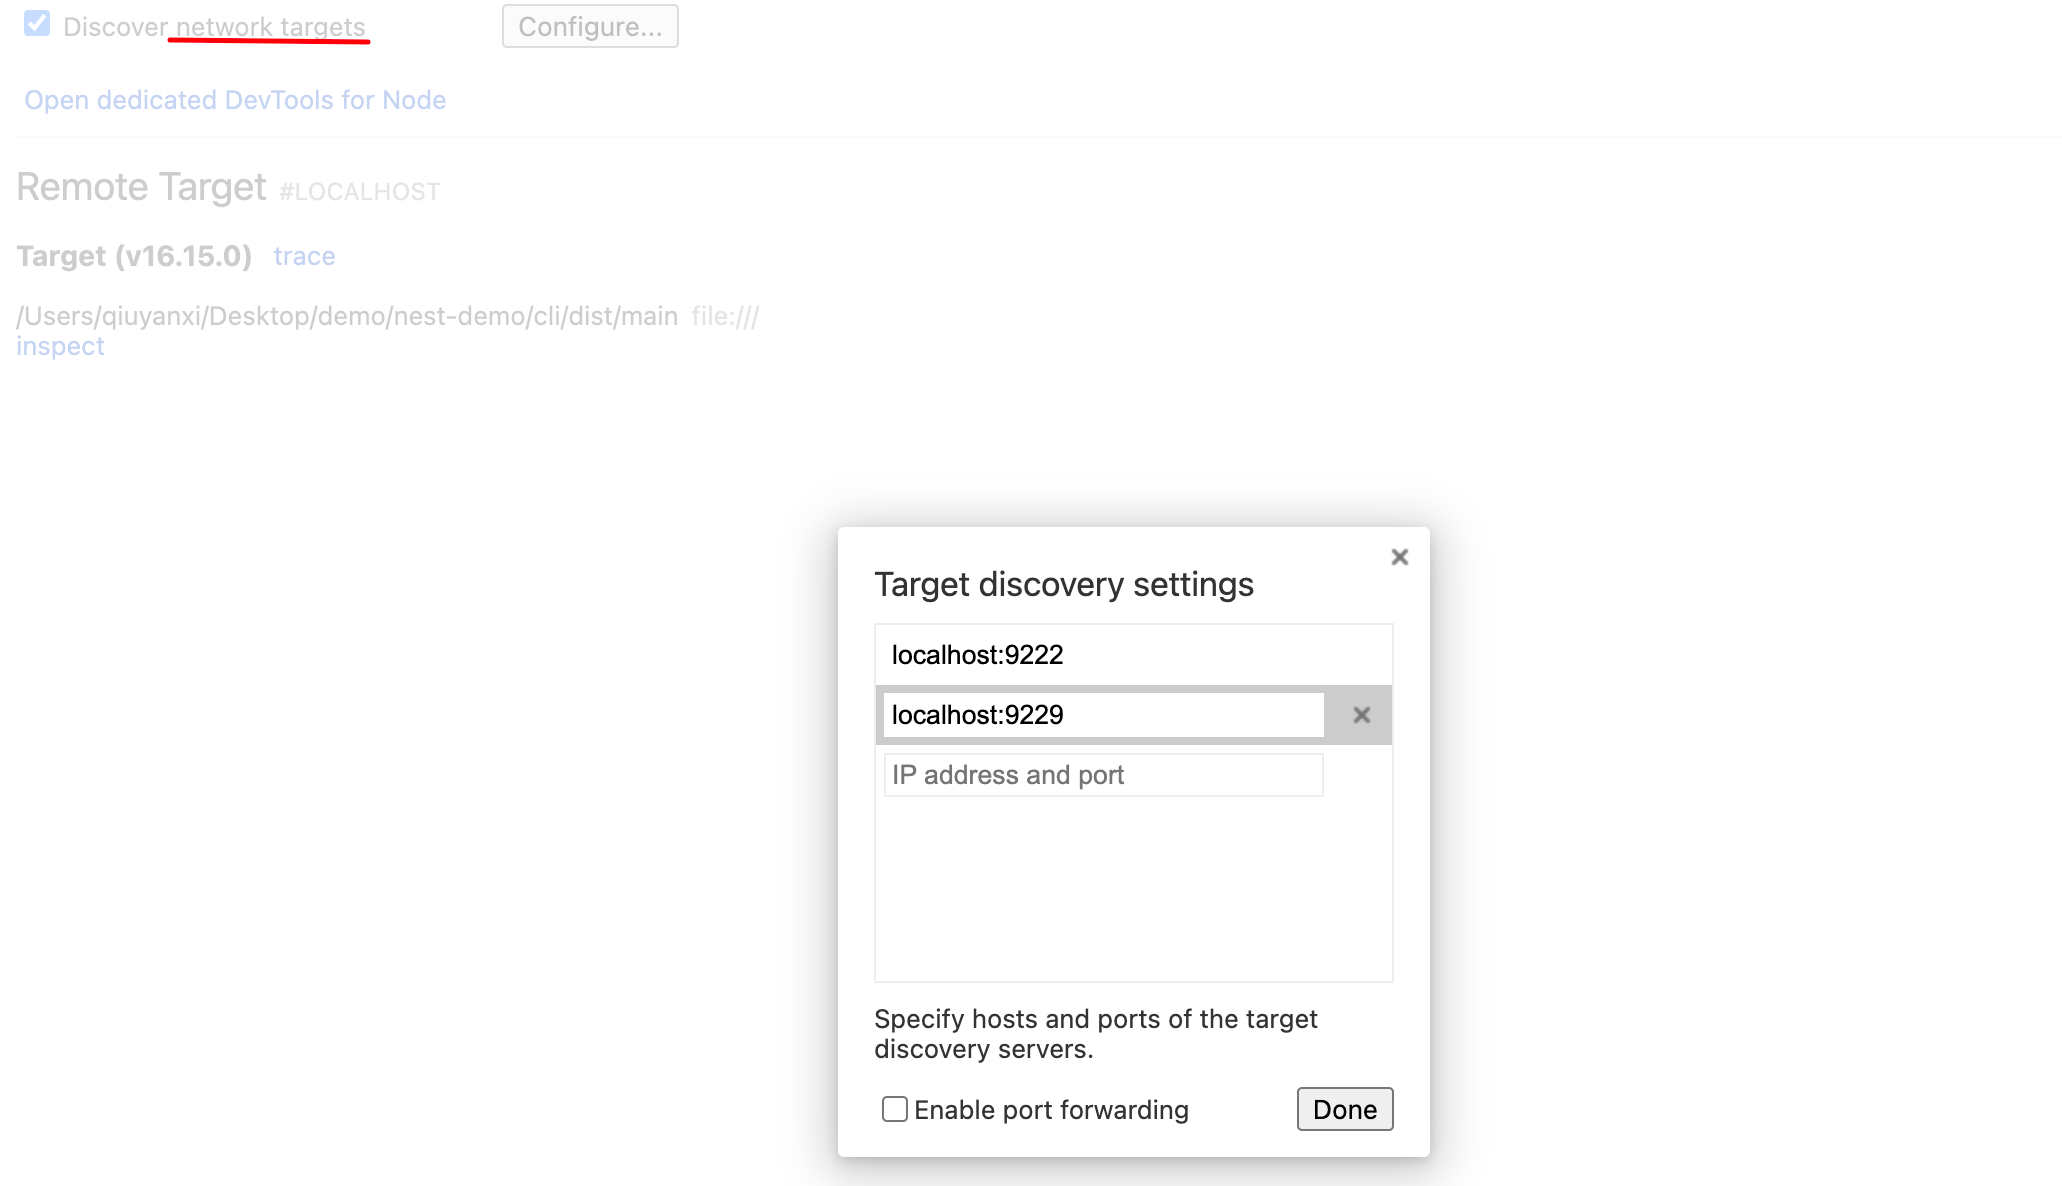 Discover network targets Configure...
Open dedicated DevTools for Node
Remote Target #LOCALHOST
Target (v16.15.0) trace
/Users/qiuyanxi/Desktop/demo/nest-demo/cli/dist/main file:///
inspect
Target discovery settings
localhost:9222
localhost:9229
IP address and port
Specify hosts and ports of the target
discovery servers.
Enable port forwarding Done